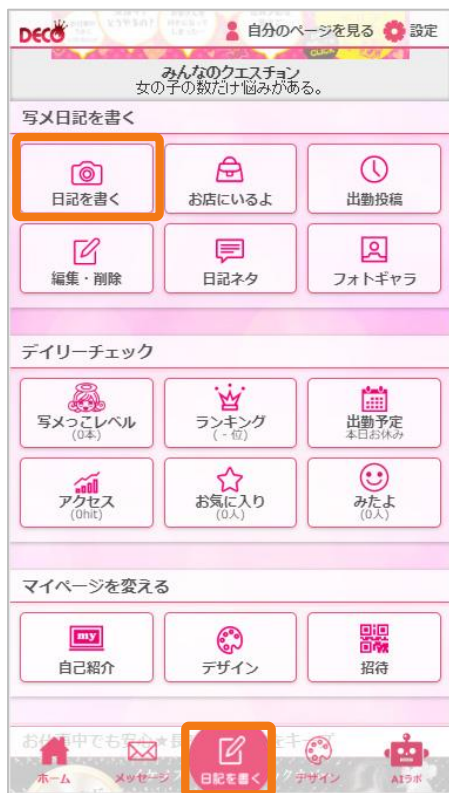 DECO
自分のページを見る
設定
CLICK
みんなのクエスチョン
女の子の数だけ悩みがある。
写メ日記を書く
日記を書く
お店にいるよ
出勤投稿
編集・削除
日記ネタ
フォトギャラ
デイリーチェック
写メっこレベル
(0本)
ランキング
( - 位)
出勤予定
本日お休み
アクセス
(0hit)
お気に入り
(0人)
みたよ
(0人)
マイページを変える
my
自己紹介
デザイン
招待
ホーム
メッセージ
日記を書く
デザイン
AIラボ